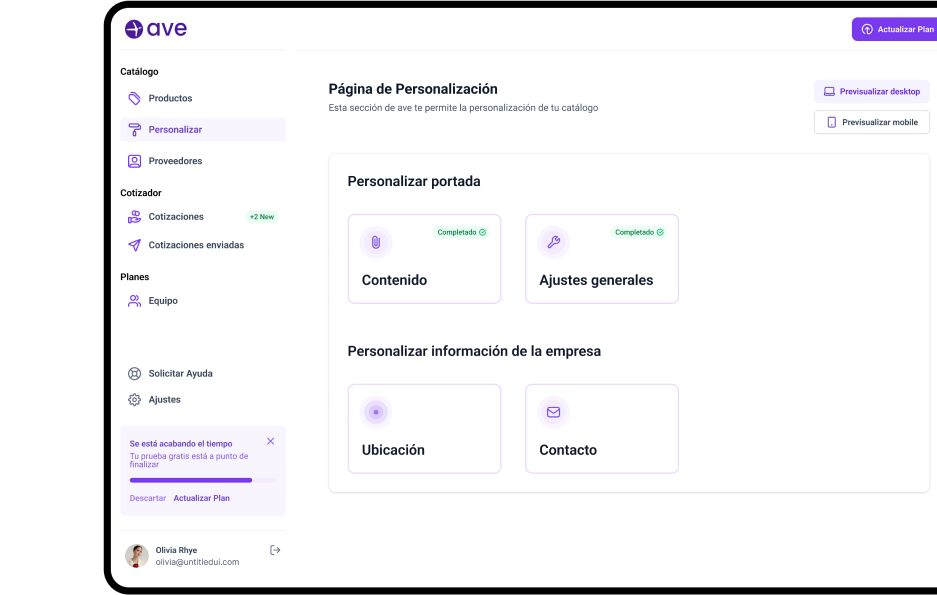 ave
Actualizar Plan
Catálogo
Productos
Personalizar
Proveedores
Cotizador
Cotizaciones
+2 New
Cotizaciones enviadas
Planes
Equipo
Solicitar Ayuda
Ajustes
Se está acabando el tiempo
Tu prueba gratis está a punto de
finalizar
Descartar Actualizar Plan
Olivia Rhye
olivia@untitledui.com
Página de Personalización
Esta sección de ave te permite la personalización de tu catálogo
Previsualizar desktop
Previsualizar mobile
Personalizar portada
Completado
Contenido
Completado
Ajustes generales
Personalizar información de la empresa
Ubicación
Contacto